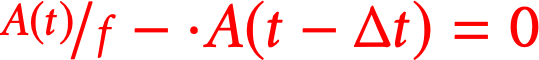 A(t)/f − ·A(t − Δt) = 0